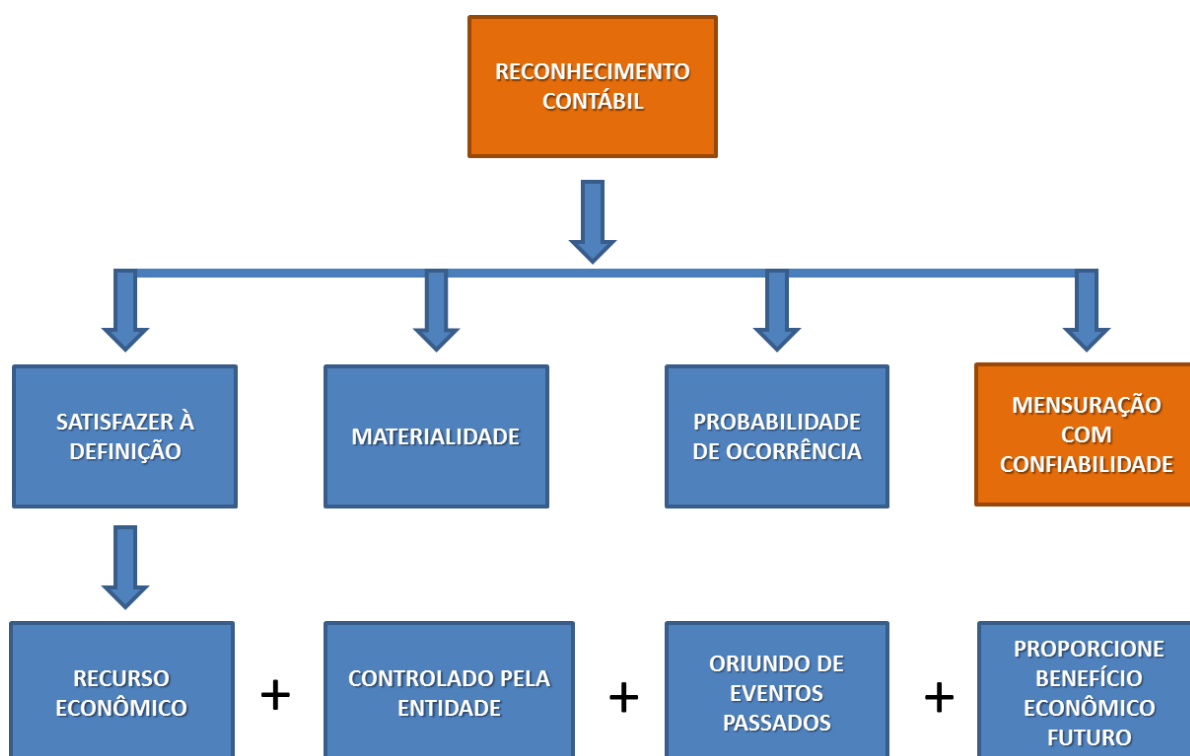 RECONHECIMENTO
CONTÁBIL
SATISFAZER À
DEFINIÇÃO
MATERIALIDADE
PROBABILIDADE
DE OCORRÊNCIA
MENSURAÇÃO
COM
CONFIABILIDADE
RECURSO
ECONÔMICO
+
CONTROLADO PELA
ENTIDADE
+
ORIUNDO DE
EVENTOS
PASSADOS
+
PROPORCIONE
BENEFÍCIO
ECONÔMICO
FUTURO